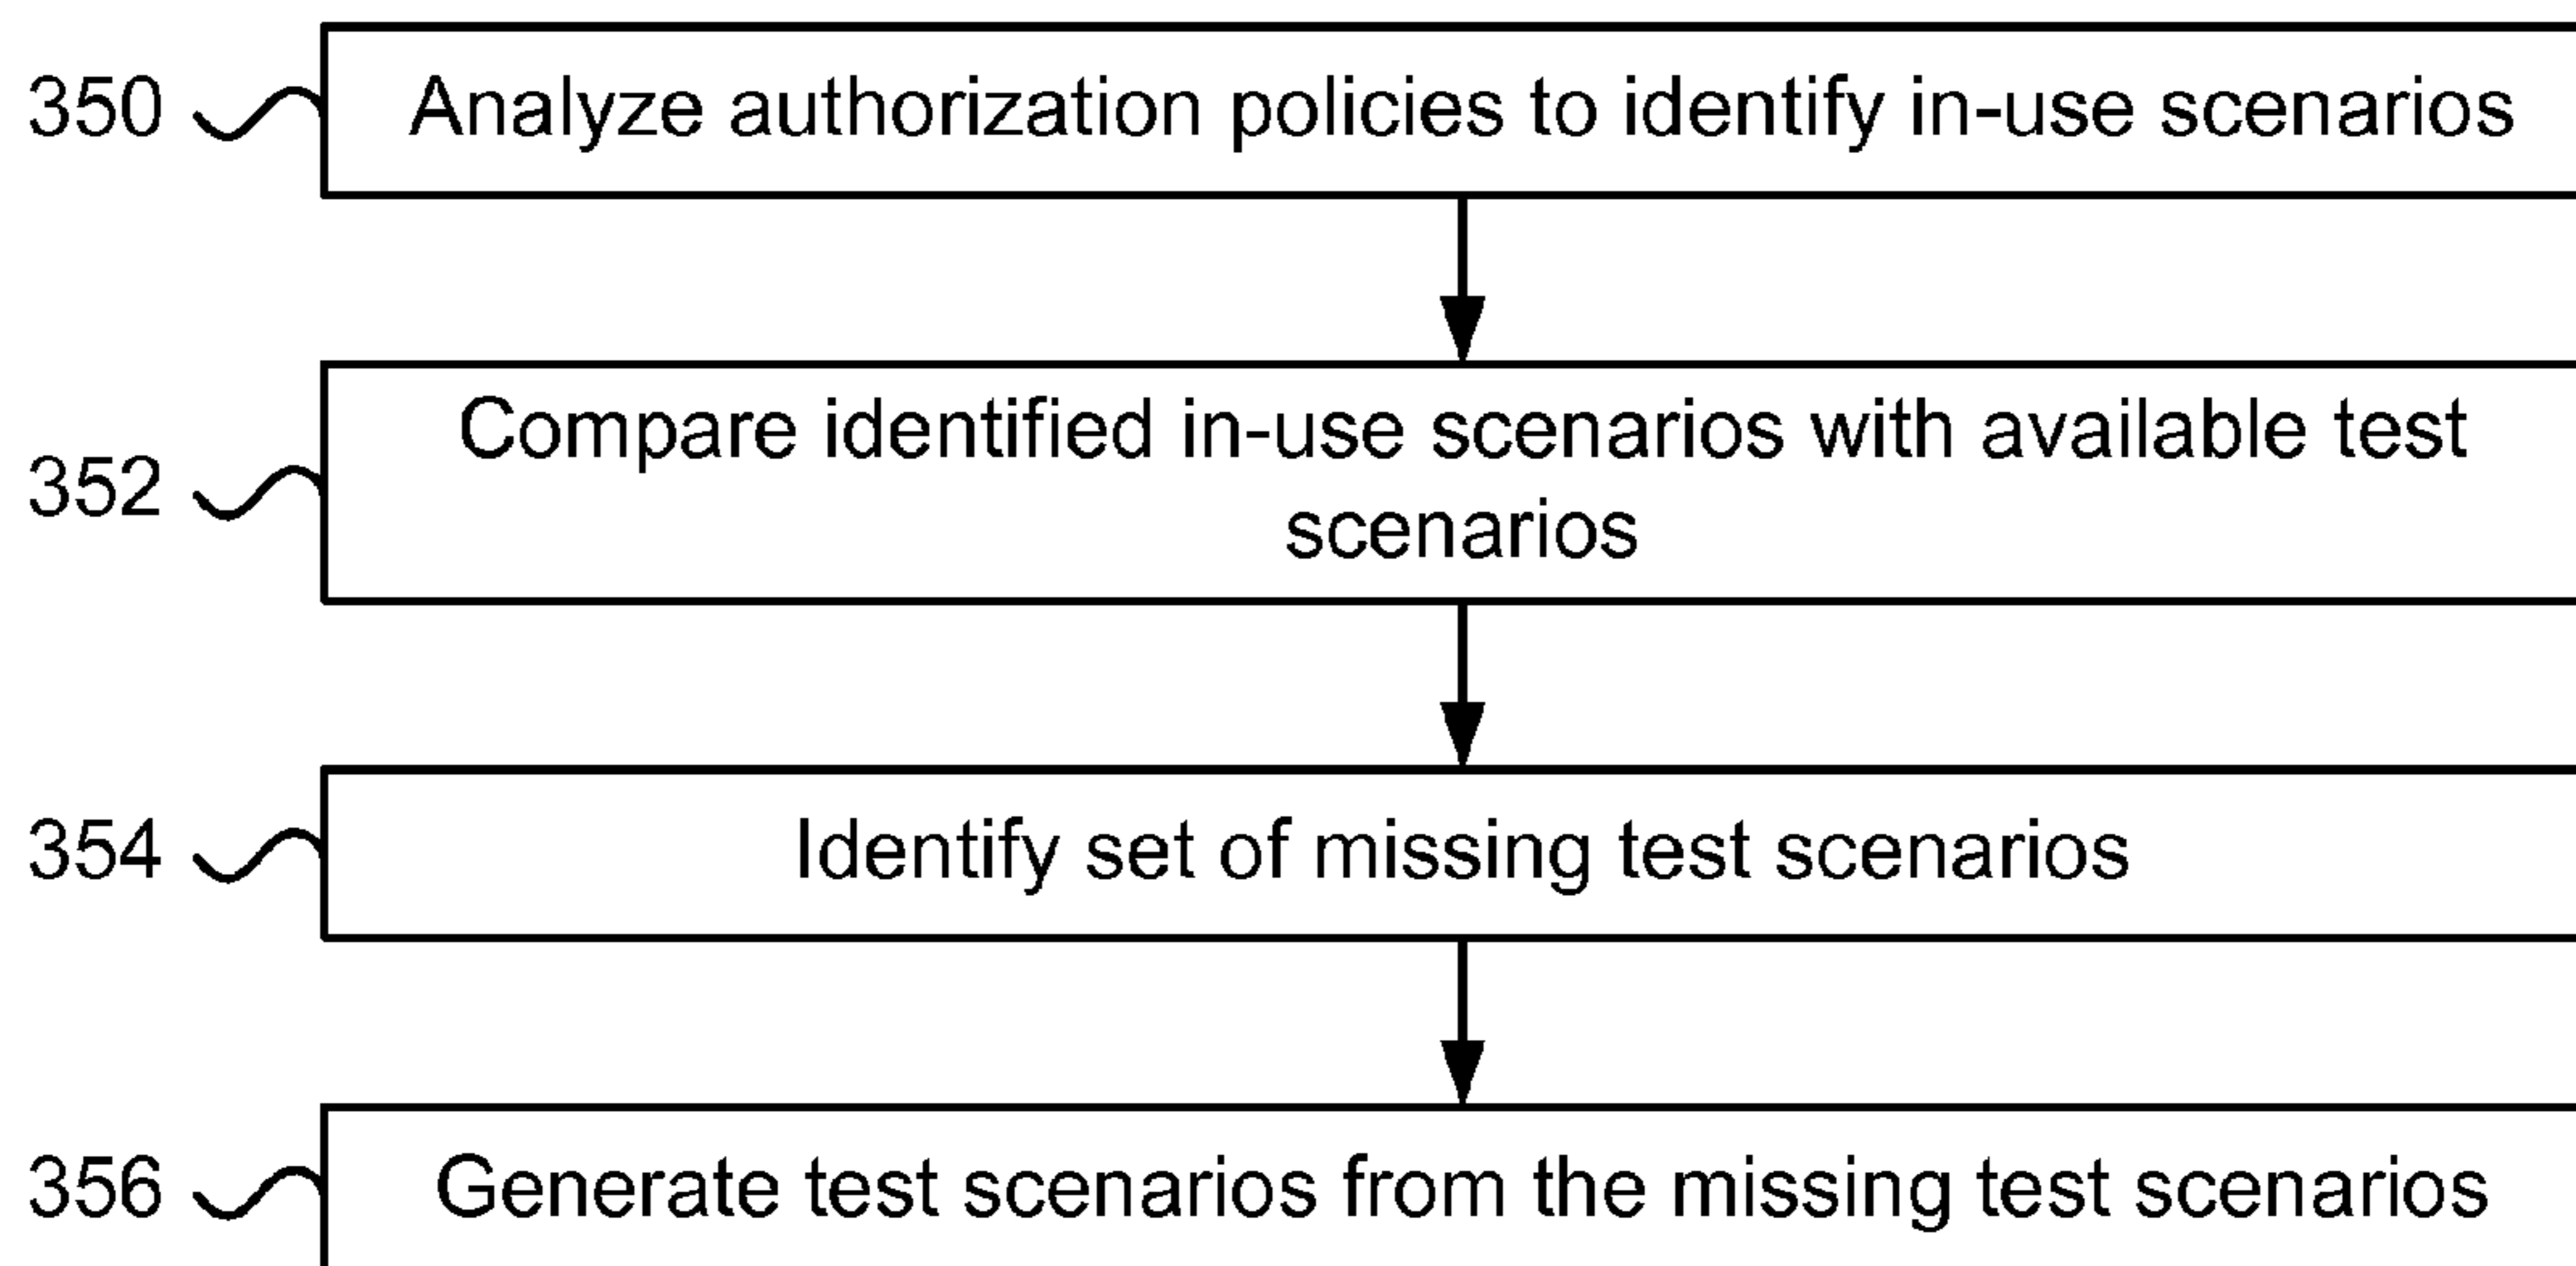 350 Analyze authorization policies to identify in-use scenarios
352 Compare identified in-use scenarios with available test
scenarios
354 Identify set of missing test scenarios
356 Generate test scenarios from the missing test scenarios